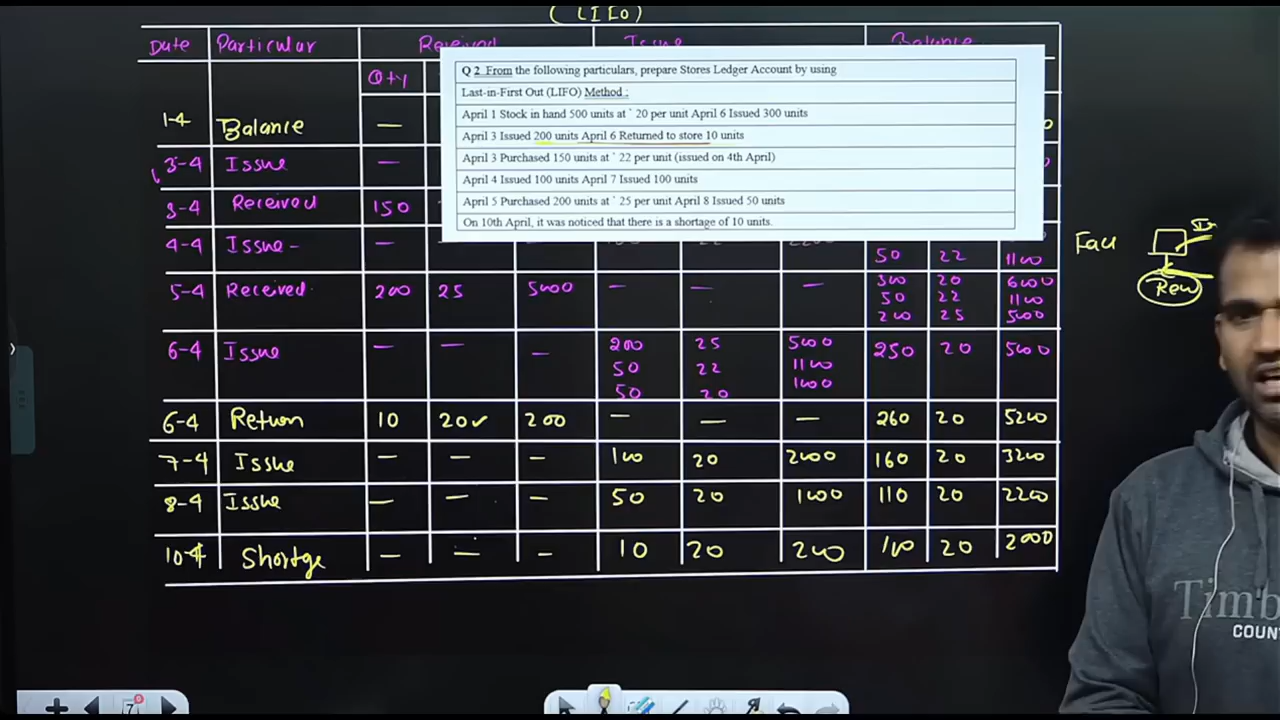 (LIFO)
Date Particular Received Issue Balance
Qty
Q 2 From the following particulars, prepare Stores Ledger Account by using
Last-in-First Out (LIFO) Method :
April 1 Stock in hand 500 units at ` 20 per unit April 6 Issued 300 units
April 3 Issued 200 units April 6 Returned to store 10 units
April 3 Purchased 150 units at ` 22 per unit (issued on 4th April)
April 4 Issued 100 units April 7 Issued 100 units
April 5 Purchased 200 units at ` 25 per unit April 8 Issued 50 units
On 10th April, it was noticed that there is a shortage of 10 units.
1-4 Balance —
3-4 Issue —
3-4 Received 150
4-4 Issue - —
50 22 1100
5-4 Received 200 25 5000 — — — 300 20 6000
50 22 1100
200 25 5000
6-4 Issue — — — 200 25 5000 250 20 5000
50 22 1100
50 20 1000
6-4 Return 10 20 200 — — — 260 20 5200
7-4 Issue — — — 100 20 2000 160 20 3200
8-4 Issue — — — 50 20 1000 110 20 2200
10-4 Shortge — — — 10 20 200 100 20 2000
Timb
COUN
7